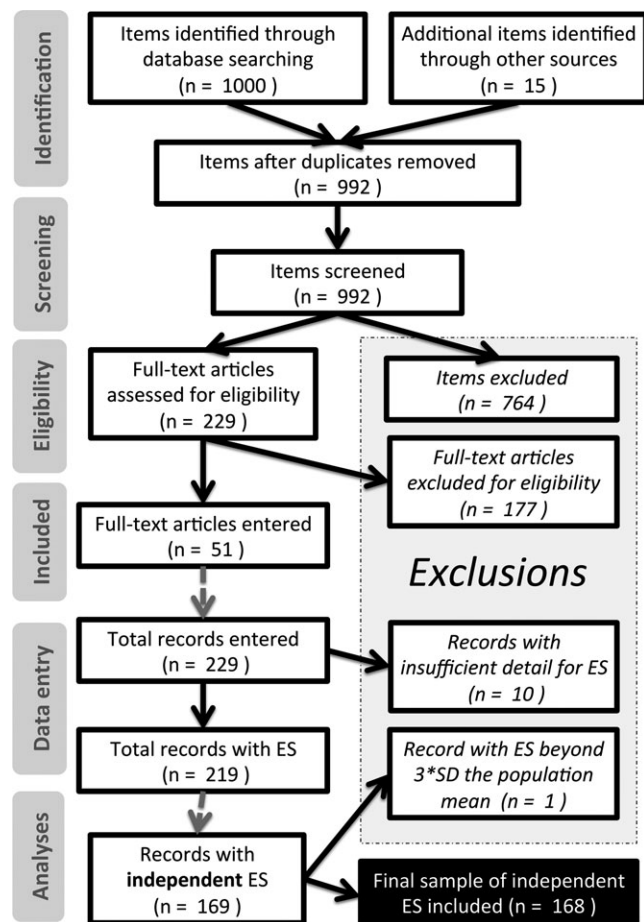 Identification
Items identified through
database searching
(n = 1000 )
Additional items identified
through other sources
(n = 15 )
Items after duplicates removed
(n = 992 )
Screening
Items screened
(n = 992 )
Eligibility
Full-text articles
assessed for eligibility
(n = 229 )
Items excluded
(n = 764 )
Full-text articles
excluded for eligibility
(n = 177 )
Included
Full-text articles entered
(n = 51 )
Exclusions
Data entry
Total records entered
(n = 229 )
Records with
insufficient detail for ES
(n = 10 )
Total records with ES
(n = 219 )
Record with ES beyond
3*SD the population
mean (n = 1 )
Analyses
Records with
independent ES
(n = 169 )
Final sample of independent
ES included (n = 168 )